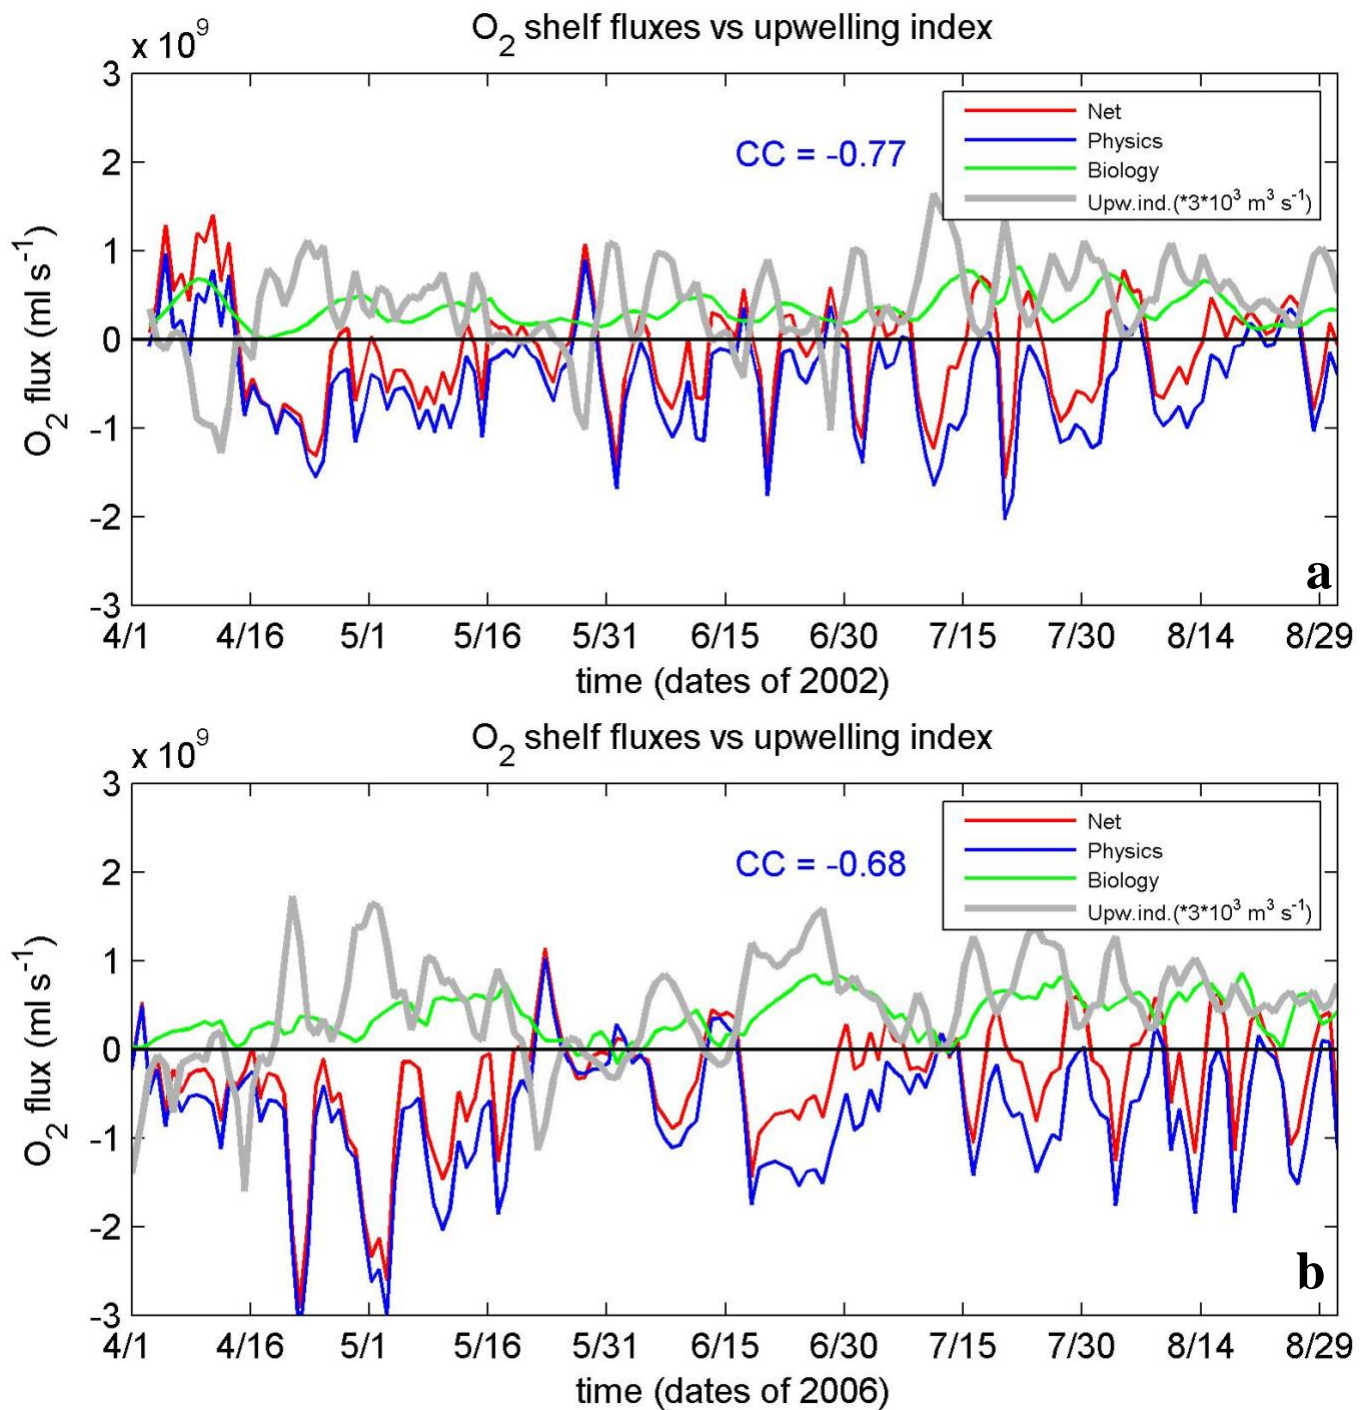 O2 shelf fluxes vs upwelling index
x 10^9
3
2
1
0
-1
-2
-3
O2 flux (ml s^-1)
CC = -0.77
Net
Physics
Biology
Upw.ind.(*3*10^3 m^3 s^-1)
a
4/1 4/16 5/1 5/16 5/31 6/15 6/30 7/15 7/30 8/14 8/29
time (dates of 2002)
O2 shelf fluxes vs upwelling index
x 10^9
3
2
1
0
-1
-2
-3
O2 flux (ml s^-1)
CC = -0.68
Net
Physics
Biology
Upw.ind.(*3*10^3 m^3 s^-1)
b
4/1 4/16 5/1 5/16 5/31 6/15 6/30 7/15 7/30 8/14 8/29
time (dates of 2006)